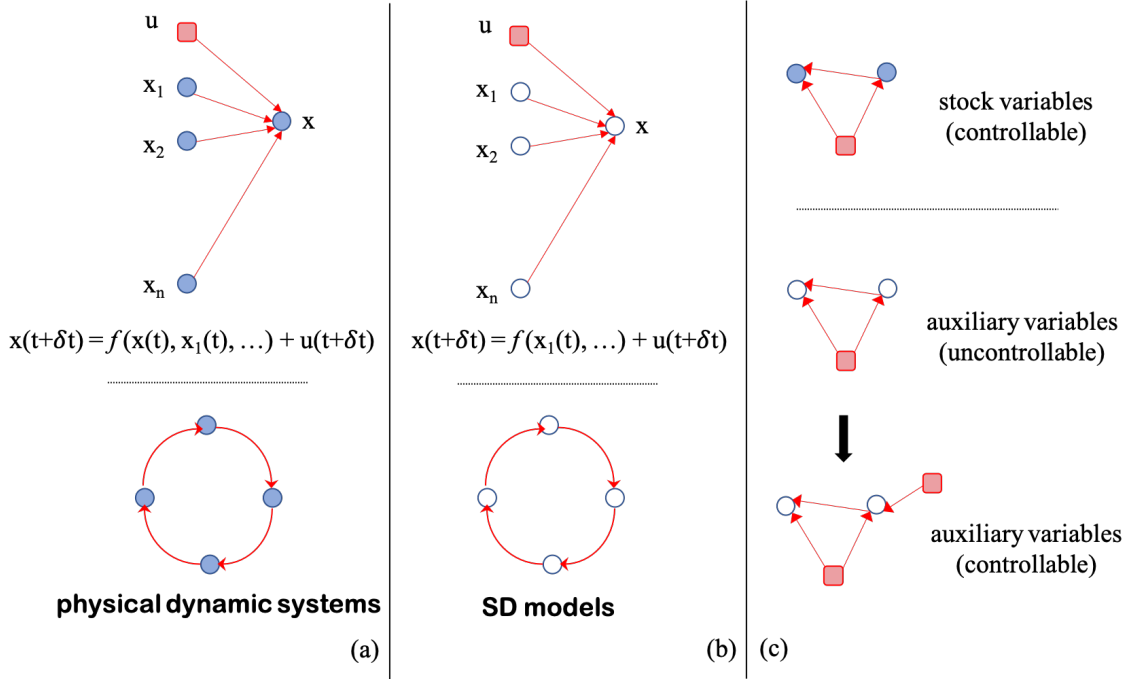 u
x₁
x
x₂
xₙ
x(t+δt) = f(x(t), x₁(t), …) + u(t+δt)
physical dynamic systems
(a)
u
x₁
x
x₂
xₙ
x(t+δt) = f(x₁(t), …) + u(t+δt)
SD models
(b)
stock variables
(controllable)
auxiliary variables
(uncontrollable)
auxiliary variables
(controllable)
(c)